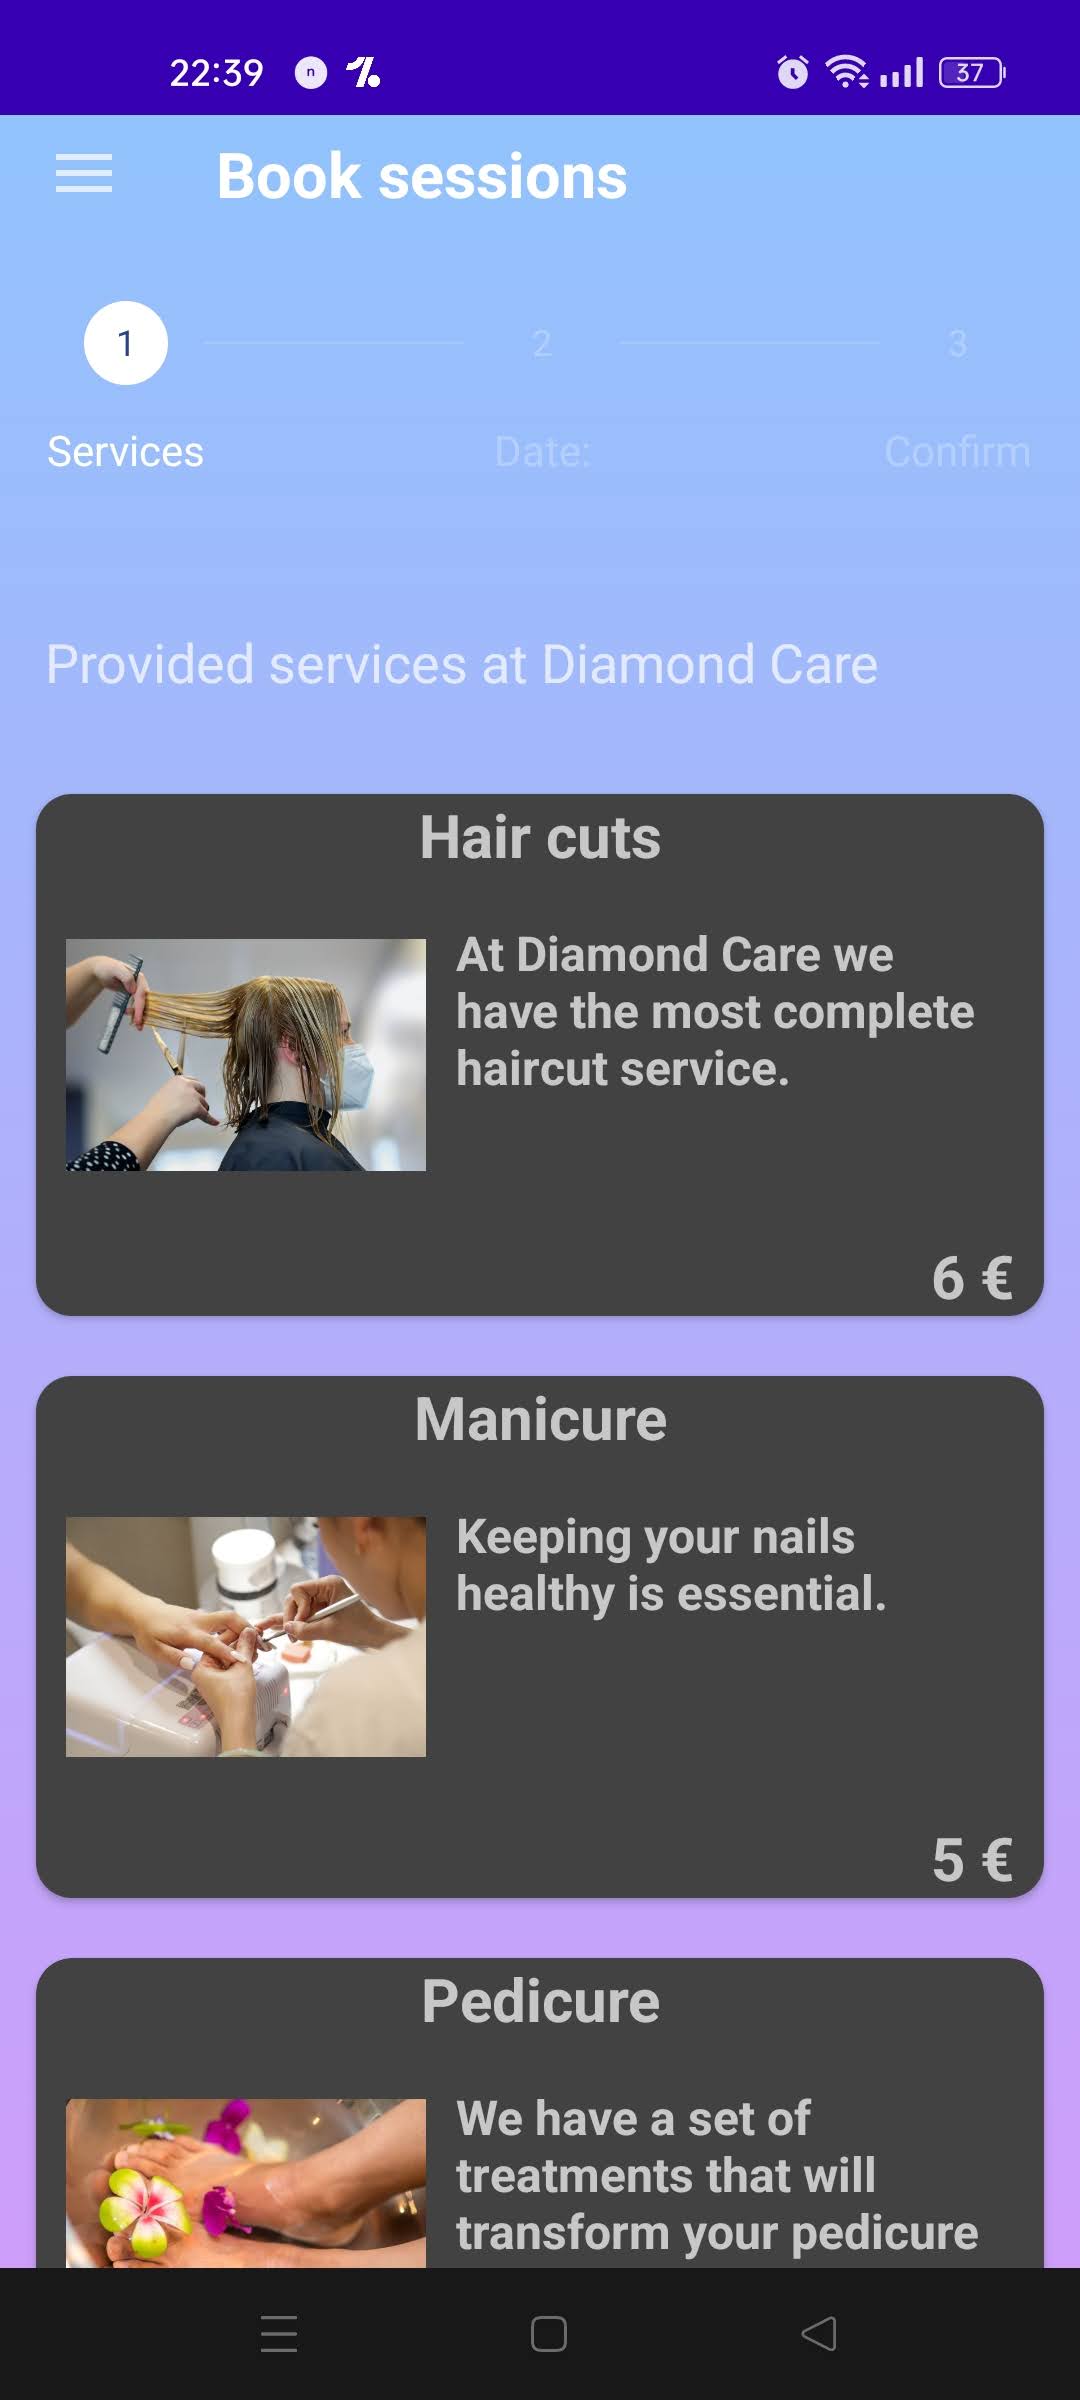 22:39
n
37
Book sessions
1
2
3
Services
Date:
Confirm
Provided services at Diamond Care
Hair cuts
At Diamond Care we
have the most complete
haircut service.
6 €
Manicure
Keeping your nails
healthy is essential.
5 €
Pedicure
We have a set of
treatments that will
transform your pedicure